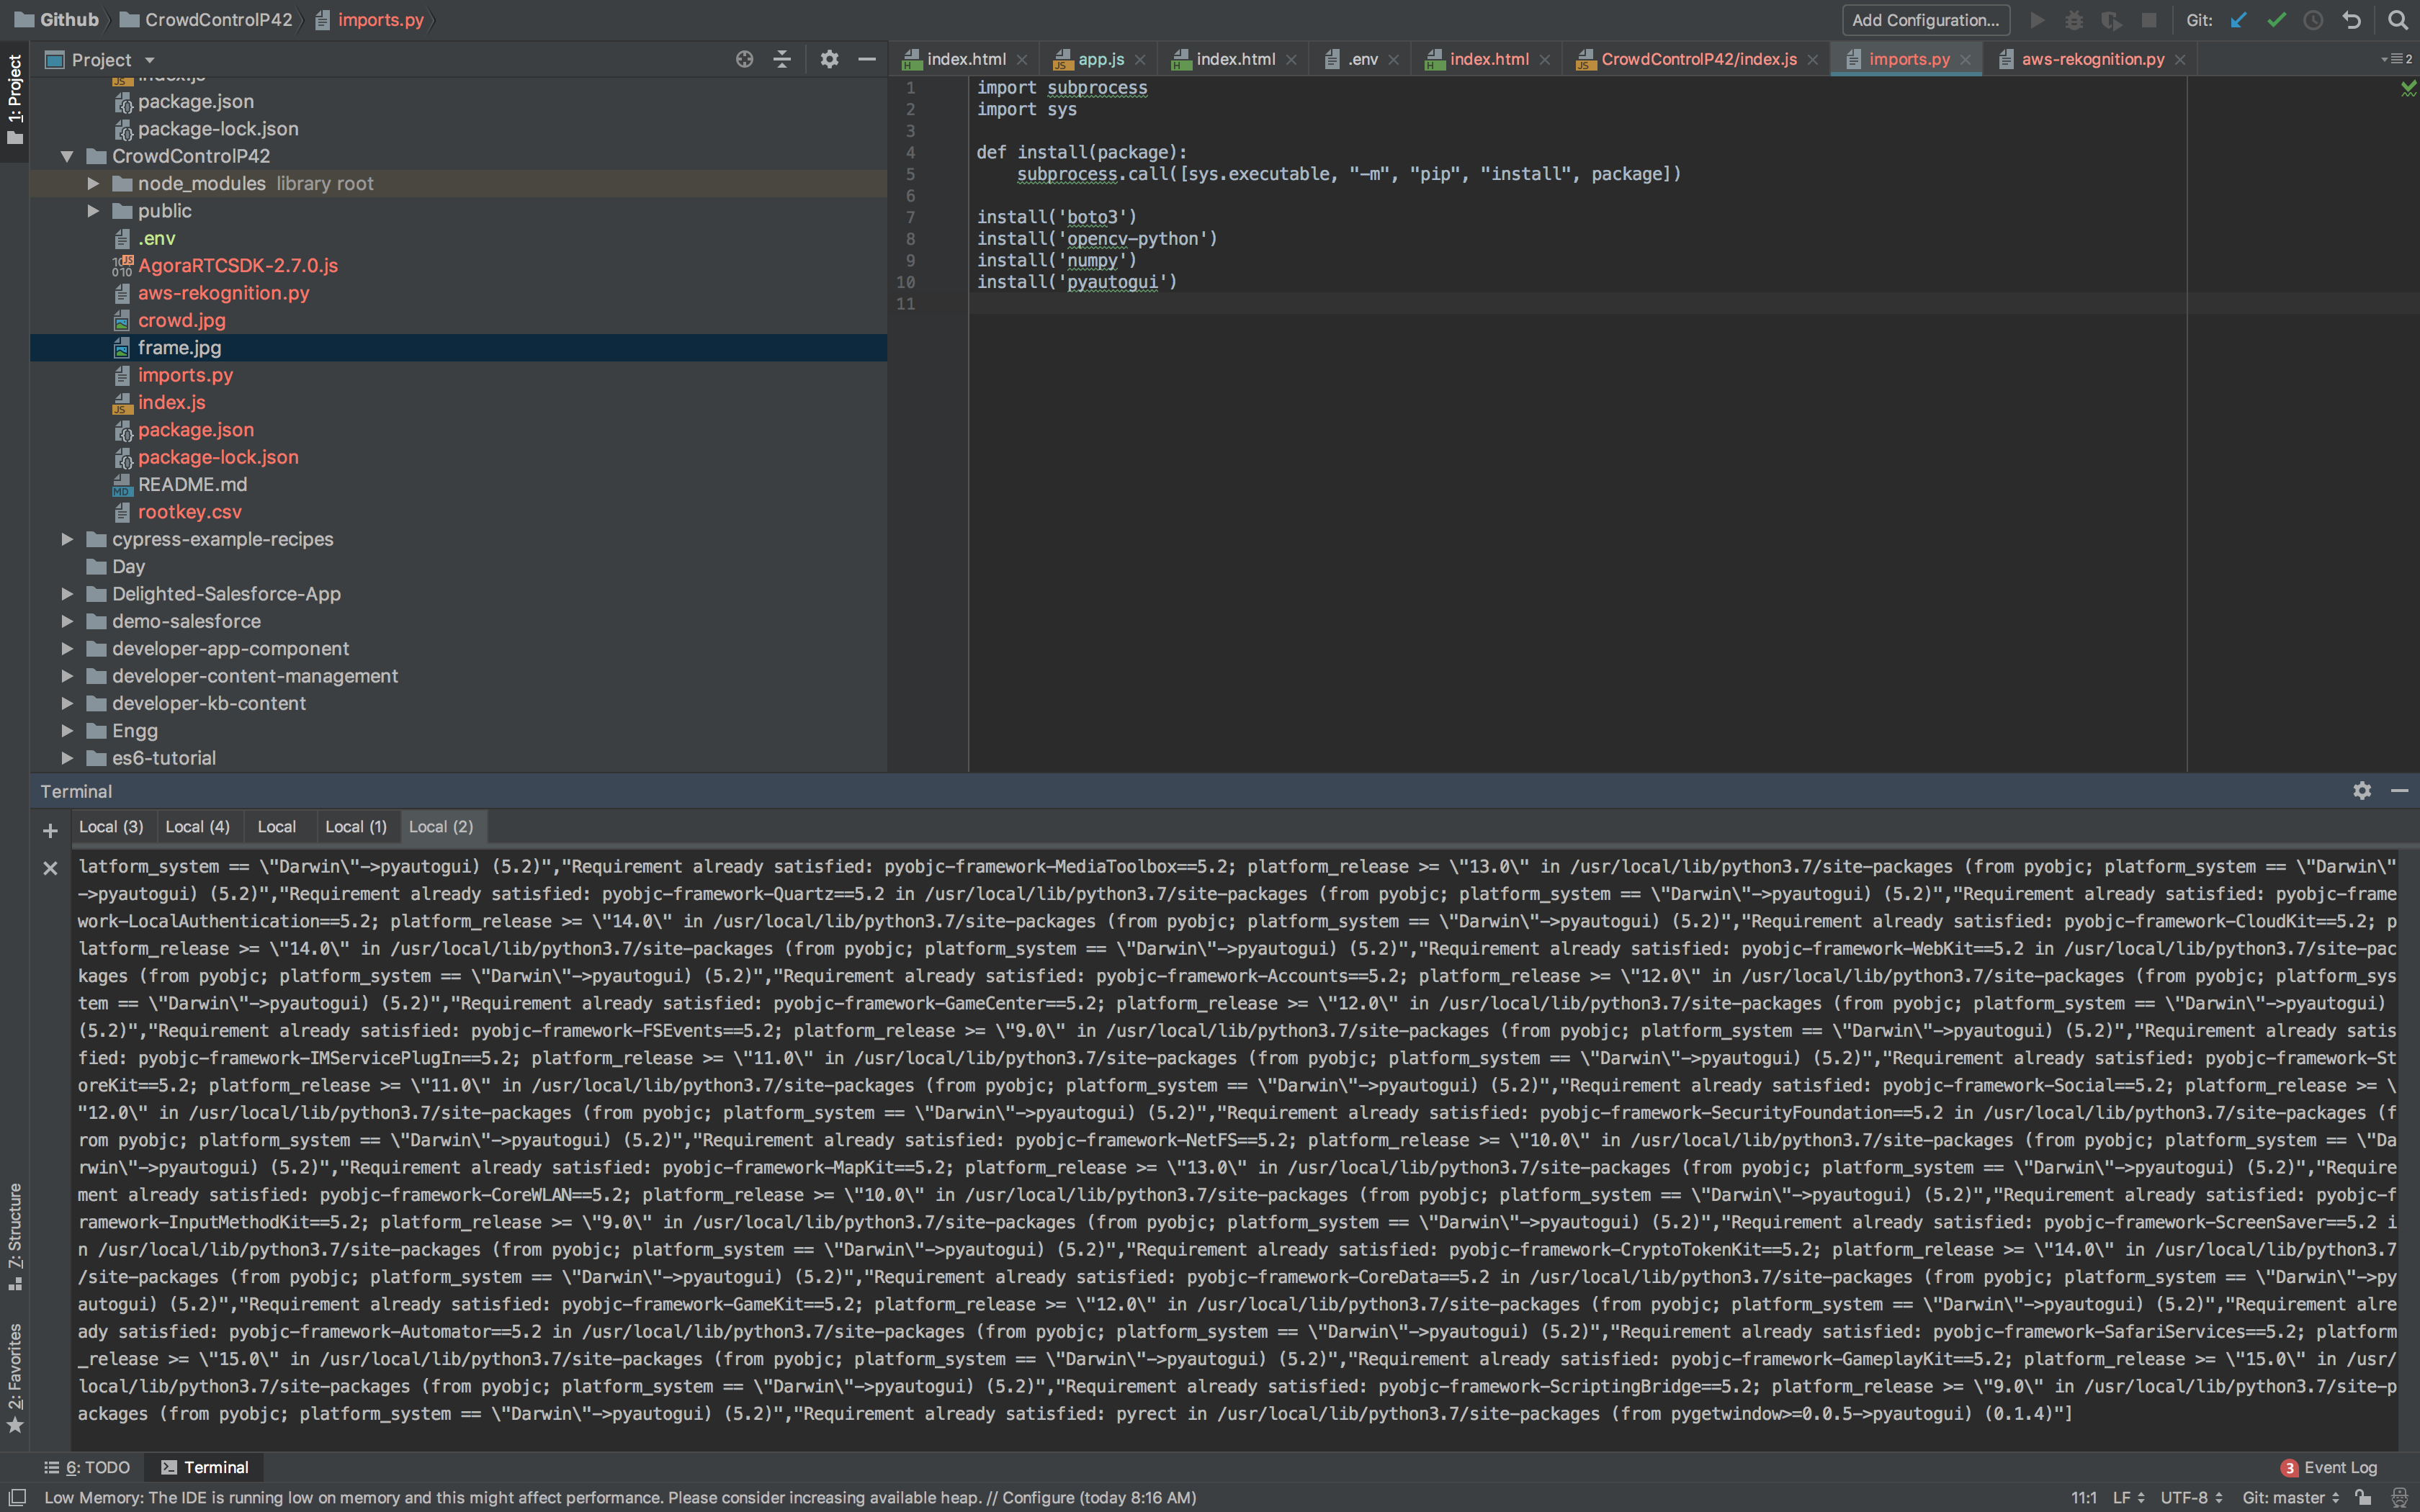 Github CrowdControlP42 imports.py Add Configuration... Git:
1: Project
Project
index.html app.js index.html .env index.html CrowdControlP42/index.js imports.py aws-rekognition.py 2
index.js
package.json
package-lock.json
CrowdControlP42
node_modules library root
public
.env
AgoraRTCSDK-2.7.0.js
aws-rekognition.py
crowd.jpg
frame.jpg
imports.py
index.js
package.json
package-lock.json
README.md
rootkey.csv
cypress-example-recipes
Day
Delighted-Salesforce-App
demo-salesforce
developer-app-component
developer-content-management
developer-kb-content
Engg
es6-tutorial
1 import subprocess
2 import sys
3
4 def install(package):
5 subprocess.call([sys.executable, "-m", "pip", "install", package])
6
7 install('boto3')
8 install('opencv-python')
9 install('numpy')
10 install('pyautogui')
11
Terminal
Local (3) Local (4) Local Local (1) Local (2)
latform_system == \"Darwin\"->pyautogui) (5.2)","Requirement already satisfied: pyobjc-framework-MediaToolbox==5.2; platform_release >= \"13.0\" in /usr/local/lib/python3.7/site-packages (from pyobjc; platform_system == \"Darwin\"
->pyautogui) (5.2)","Requirement already satisfied: pyobjc-framework-Quartz==5.2 in /usr/local/lib/python3.7/site-packages (from pyobjc; platform_system == \"Darwin\"->pyautogui) (5.2)","Requirement already satisfied: pyobjc-frame
work-LocalAuthentication==5.2; platform_release >= \"14.0\" in /usr/local/lib/python3.7/site-packages (from pyobjc; platform_system == \"Darwin\"->pyautogui) (5.2)","Requirement already satisfied: pyobjc-framework-CloudKit==5.2; p
latform_release >= \"14.0\" in /usr/local/lib/python3.7/site-packages (from pyobjc; platform_system == \"Darwin\"->pyautogui) (5.2)","Requirement already satisfied: pyobjc-framework-WebKit==5.2 in /usr/local/lib/python3.7/site-pac
kages (from pyobjc; platform_system == \"Darwin\"->pyautogui) (5.2)","Requirement already satisfied: pyobjc-framework-Accounts==5.2; platform_release >= \"12.0\" in /usr/local/lib/python3.7/site-packages (from pyobjc; platform_sys
tem == \"Darwin\"->pyautogui) (5.2)","Requirement already satisfied: pyobjc-framework-GameCenter==5.2; platform_release >= \"12.0\" in /usr/local/lib/python3.7/site-packages (from pyobjc; platform_system == \"Darwin\"->pyautogui)
(5.2)","Requirement already satisfied: pyobjc-framework-FSEvents==5.2; platform_release >= \"9.0\" in /usr/local/lib/python3.7/site-packages (from pyobjc; platform_system == \"Darwin\"->pyautogui) (5.2)","Requirement already satis
fied: pyobjc-framework-IMServicePlugIn==5.2; platform_release >= \"11.0\" in /usr/local/lib/python3.7/site-packages (from pyobjc; platform_system == \"Darwin\"->pyautogui) (5.2)","Requirement already satisfied: pyobjc-framework-St
oreKit==5.2; platform_release >= \"11.0\" in /usr/local/lib/python3.7/site-packages (from pyobjc; platform_system == \"Darwin\"->pyautogui) (5.2)","Requirement already satisfied: pyobjc-framework-Social==5.2; platform_release >= \
"12.0\" in /usr/local/lib/python3.7/site-packages (from pyobjc; platform_system == \"Darwin\"->pyautogui) (5.2)","Requirement already satisfied: pyobjc-framework-SecurityFoundation==5.2 in /usr/local/lib/python3.7/site-packages (f
rom pyobjc; platform_system == \"Darwin\"->pyautogui) (5.2)","Requirement already satisfied: pyobjc-framework-NetFS==5.2; platform_release >= \"10.0\" in /usr/local/lib/python3.7/site-packages (from pyobjc; platform_system == \"Da
rwin\"->pyautogui) (5.2)","Requirement already satisfied: pyobjc-framework-MapKit==5.2; platform_release >= \"13.0\" in /usr/local/lib/python3.7/site-packages (from pyobjc; platform_system == \"Darwin\"->pyautogui) (5.2)","Require
ment already satisfied: pyobjc-framework-CoreWLAN==5.2; platform_release >= \"10.0\" in /usr/local/lib/python3.7/site-packages (from pyobjc; platform_system == \"Darwin\"->pyautogui) (5.2)","Requirement already satisfied: pyobjc-f
ramework-InputMethodKit==5.2; platform_release >= \"9.0\" in /usr/local/lib/python3.7/site-packages (from pyobjc; platform_system == \"Darwin\"->pyautogui) (5.2)","Requirement already satisfied: pyobjc-framework-ScreenSaver==5.2 i
n /usr/local/lib/python3.7/site-packages (from pyobjc; platform_system == \"Darwin\"->pyautogui) (5.2)","Requirement already satisfied: pyobjc-framework-CryptoTokenKit==5.2; platform_release >= \"14.0\" in /usr/local/lib/python3.7
/site-packages (from pyobjc; platform_system == \"Darwin\"->pyautogui) (5.2)","Requirement already satisfied: pyobjc-framework-CoreData==5.2 in /usr/local/lib/python3.7/site-packages (from pyobjc; platform_system == \"Darwin\"->py
autogui) (5.2)","Requirement already satisfied: pyobjc-framework-GameKit==5.2; platform_release >= \"12.0\" in /usr/local/lib/python3.7/site-packages (from pyobjc; platform_system == \"Darwin\"->pyautogui) (5.2)","Requirement alre
ady satisfied: pyobjc-framework-Automator==5.2 in /usr/local/lib/python3.7/site-packages (from pyobjc; platform_system == \"Darwin\"->pyautogui) (5.2)","Requirement already satisfied: pyobjc-framework-SafariServices==5.2; platform
_release >= \"15.0\" in /usr/local/lib/python3.7/site-packages (from pyobjc; platform_system == \"Darwin\"->pyautogui) (5.2)","Requirement already satisfied: pyobjc-framework-GameplayKit==5.2; platform_release >= \"15.0\" in /usr/
local/lib/python3.7/site-packages (from pyobjc; platform_system == \"Darwin\"->pyautogui) (5.2)","Requirement already satisfied: pyobjc-framework-ScriptingBridge==5.2; platform_release >= \"9.0\" in /usr/local/lib/python3.7/site-p
ackages (from pyobjc; platform_system == \"Darwin\"->pyautogui) (5.2)","Requirement already satisfied: pyrect in /usr/local/lib/python3.7/site-packages (from pygetwindow>=0.0.5->pyautogui) (0.1.4)"]
Z: Structure
2: Favorites
6: TODO Terminal 3 Event Log
Low Memory: The IDE is running low on memory and this might affect performance. Please consider increasing available heap. // Configure (today 8:16 AM) 11:1 LF UTF-8 Git: master